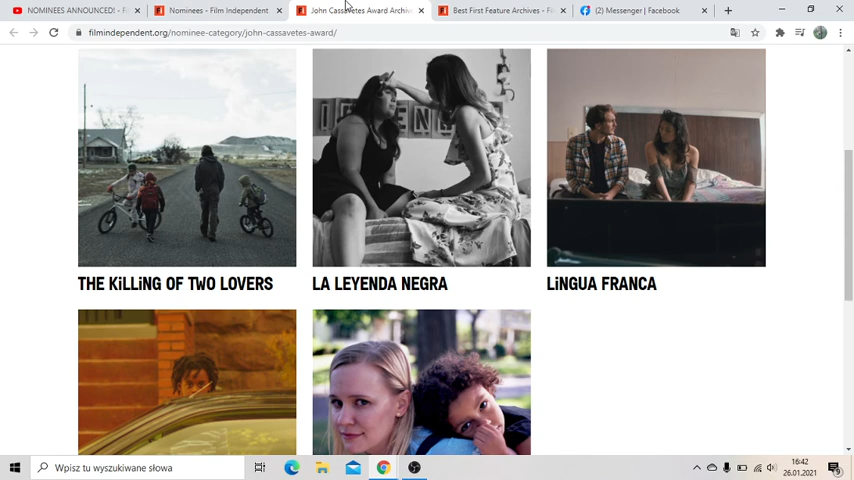 NOMINEES ANNOUNCED! - Fil
Nominees - Film Independent
John Cassavetes Award Archiv
Best First Feature Archives - Fil
(2) Messenger | Facebook
filmindependent.org/nominee-category/john-cassavetes-award/
THE KiLLiNG OF TWO LOVERS
LA LEYENDA NEGRA
LiNGUA FRANCA
Wpisz tu wyszukiwane słowa
16:42
26.01.2021